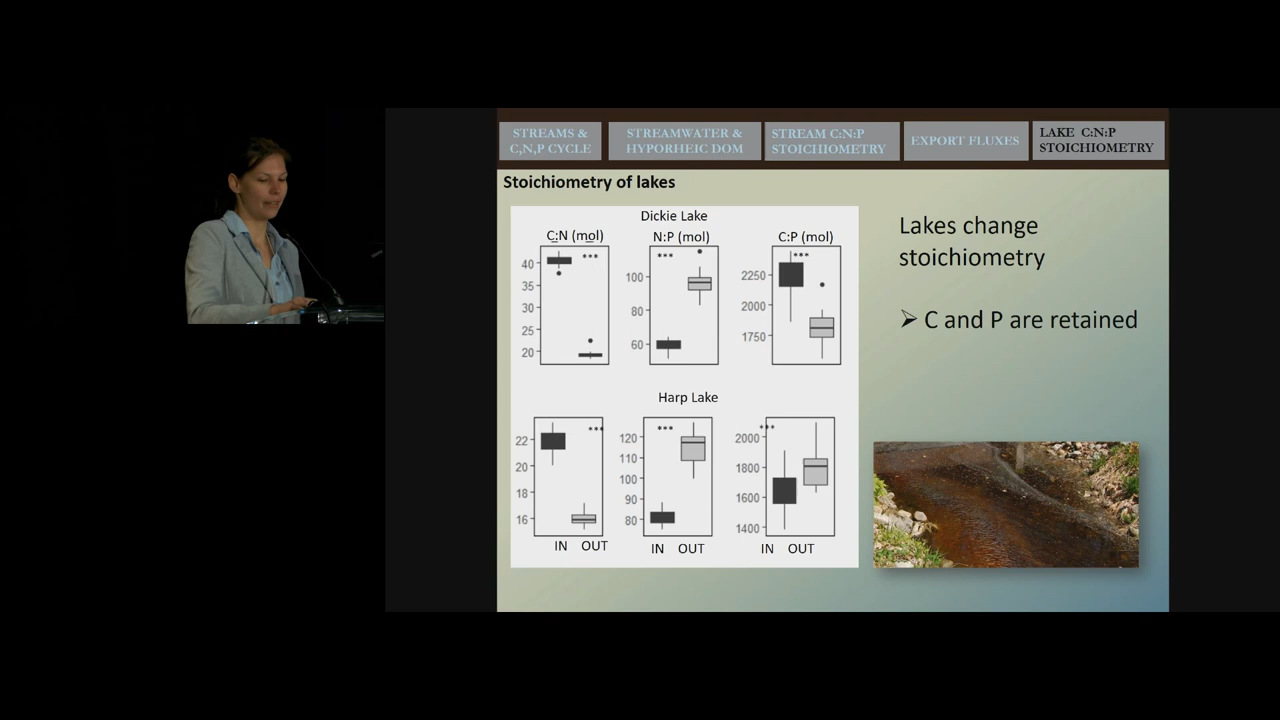 STREAMS &
C,N,P CYCLE
STREAMWATER &
HYPORHEIC DOM
STREAM C:N:P
STOICHIOMETRY
EXPORT FLUXES
LAKE C:N:P
STOICHIOMETRY
Stoichiometry of lakes
Dickie Lake
C:N (mol) N:P (mol) C:P (mol)
*** *** ***
40
35
30
25
20
100
80
60
2250
2000
1750
Harp Lake
*** *** ***
22
20
18
16
120
110
100
90
80
2000
1800
1600
1400
IN OUT IN OUT IN OUT
Lakes change
stoichiometry
➢ C and P are retained